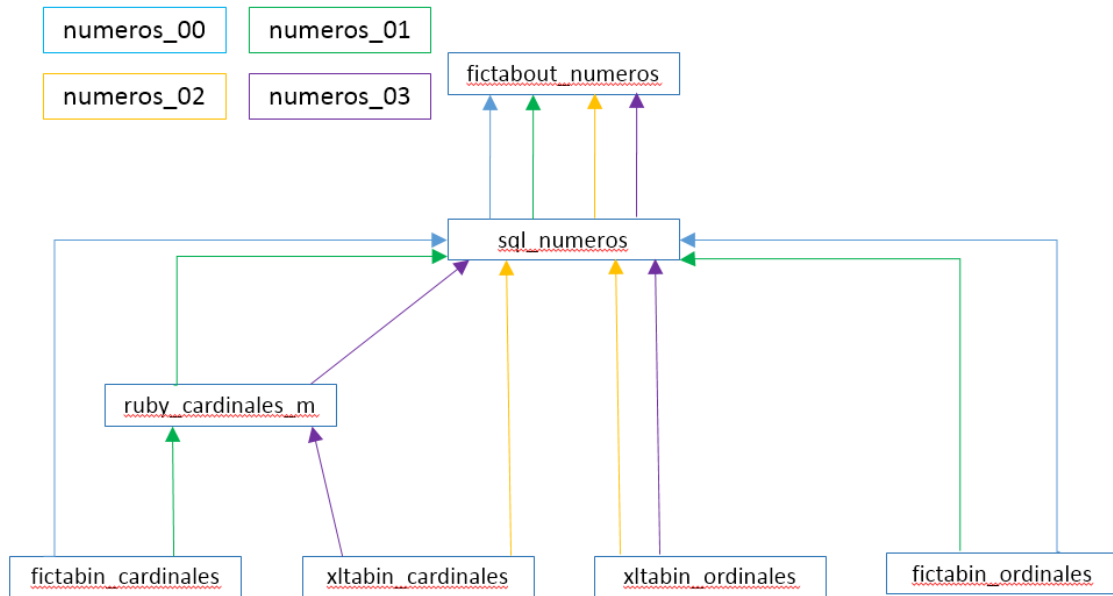 numeros_00
numeros_01
numeros_02
numeros_03
fictabout_numeros
sql_numeros
ruby_cardinales_m
fictabin_cardinales
xltabin_cardinales
xltabin_ordinales
fictabin_ordinales